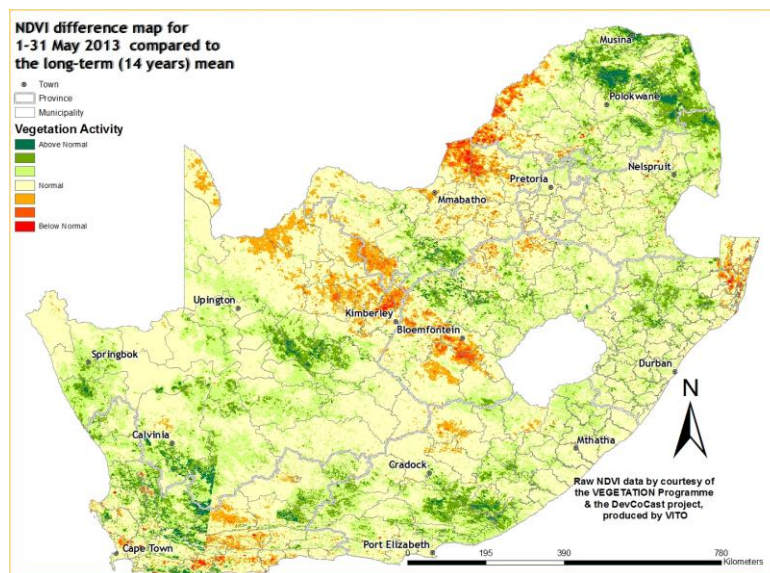 NDVI difference map for
1-31 May 2013 compared to
the long-term (14 years) mean
Town
Province
Municipality
Vegetation Activity
Above Normal
Normal
Below Normal
Musina
Polokwane
Nelspruit
Pretoria
Mmabatho
Upington
Kimberley
Bloemfontein
Springbok
Durban
N
Calvinia
Mthatha
Cradock
Raw NDVI data by courtesy of
the VEGETATION Programme
& the DevCoCast project,
produced by VITO
Cape Town
Port Elizabeth
0 195 390 780
Kilometers